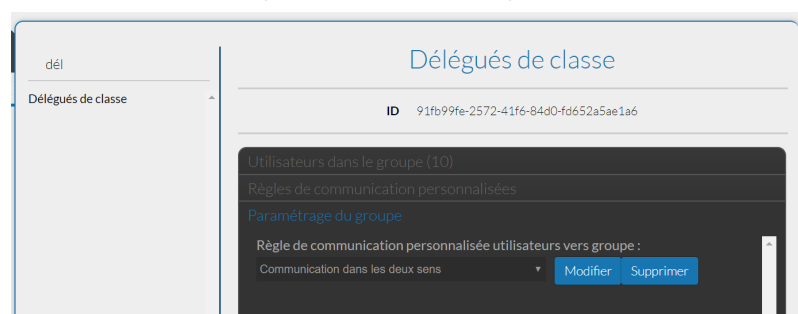 dél
Délégués de classe
Délégués de classe
ID 91fb99fe-2572-41f6-84d0-fd652a5ae1a6
Utilisateurs dans le groupe (10)
Règles de communication personnalisées
Paramétrage du groupe
Règle de communication personnalisée utilisateurs vers groupe :
Communication dans les deux sens Modifier Supprimer